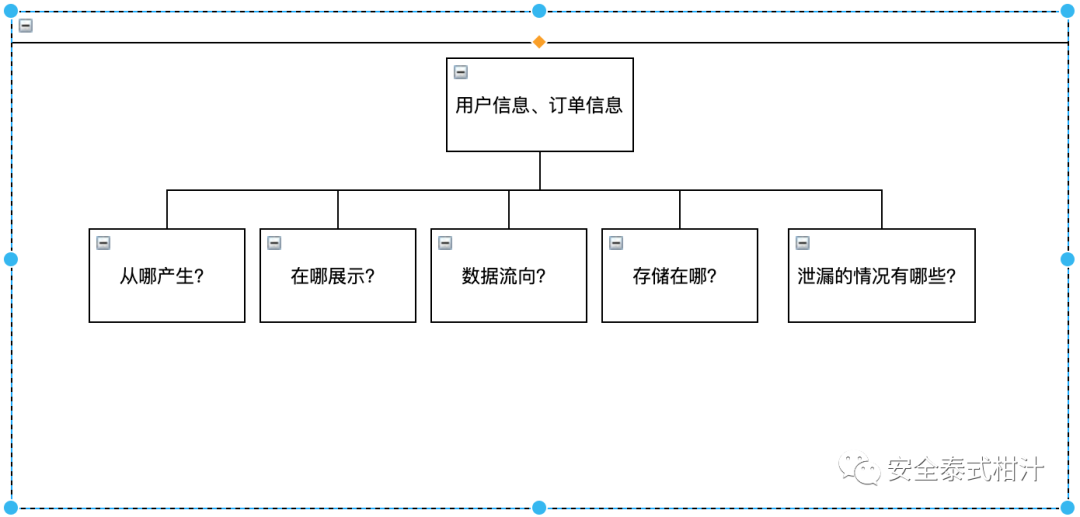 用户信息、订单信息
从哪产生?
在哪展示?
数据流向?
存储在哪?
泄漏的情况有哪些?
安全泰式柑汁